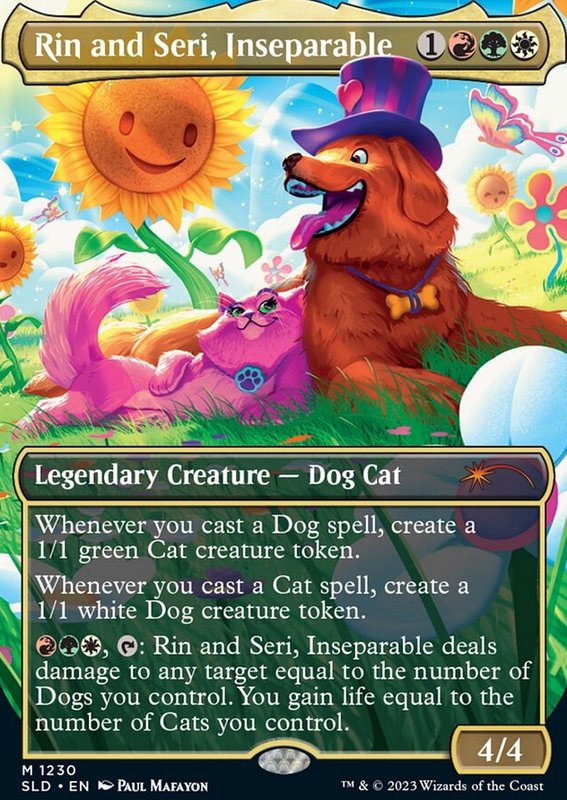 Rin and Seri, Inseparable 1
Legendary Creature — Dog Cat
Whenever you cast a Dog spell, create a
1/1 green Cat creature token.
Whenever you cast a Cat spell, create a
1/1 white Dog creature token.
, : Rin and Seri, Inseparable deals
damage to any target equal to the number of
Dogs you control. You gain life equal to the
number of Cats you control.
4/4
M 1230
SLD • EN PAUL MAFAYON
™ & © 2023 Wizards of the Coast